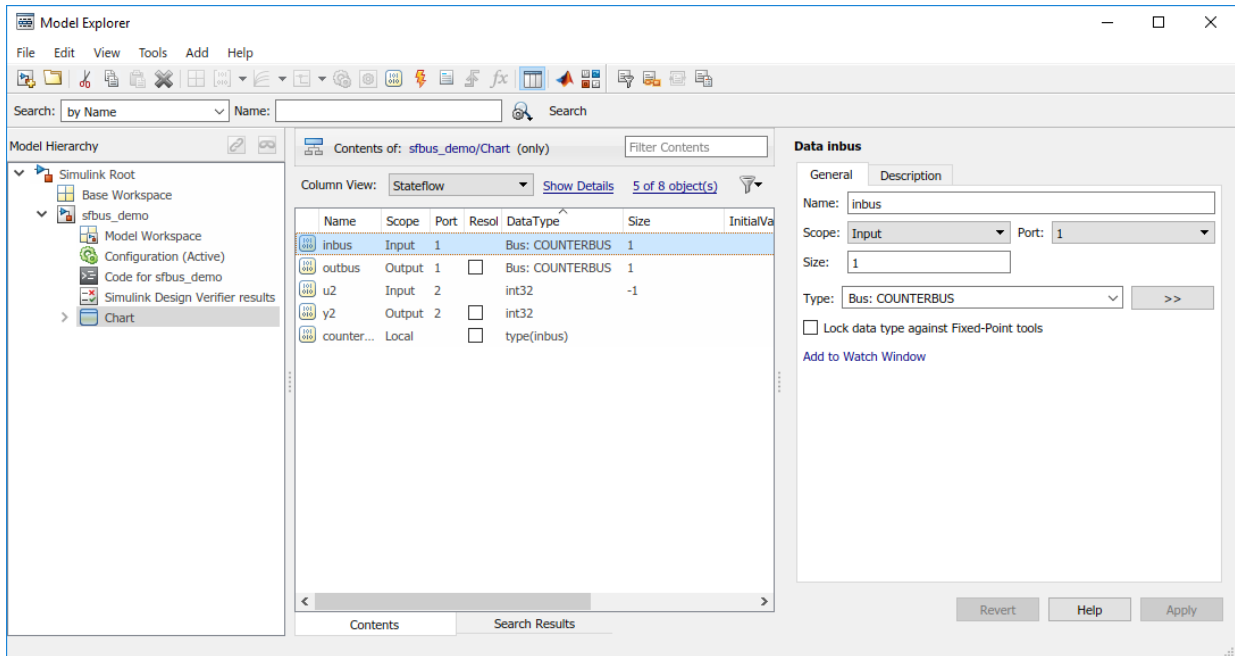 Model Explorer
File Edit View Tools Add Help
fx
Search: by Name Name: Search
Model Hierarchy
Simulink Root
Base Workspace
sfbus_demo
Model Workspace
Configuration (Active)
Code for sfbus_demo
Simulink Design Verifier results
Chart
Contents of: sfbus_demo/Chart (only) Filter Contents
Column View: Stateflow Show Details 5 of 8 object(s)
Name Scope Port Resol DataType Size InitialVa
inbus Input 1 Bus: COUNTERBUS 1
outbus Output 1 Bus: COUNTERBUS 1
u2 Input 2 int32 -1
y2 Output 2 int32
counter... Local type(inbus)
Contents Search Results
Data inbus
General Description
Name: inbus
Scope: Input Port: 1
Size: 1
Type: Bus: COUNTERBUS >>
Lock data type against Fixed-Point tools
Add to Watch Window
Revert Help Apply